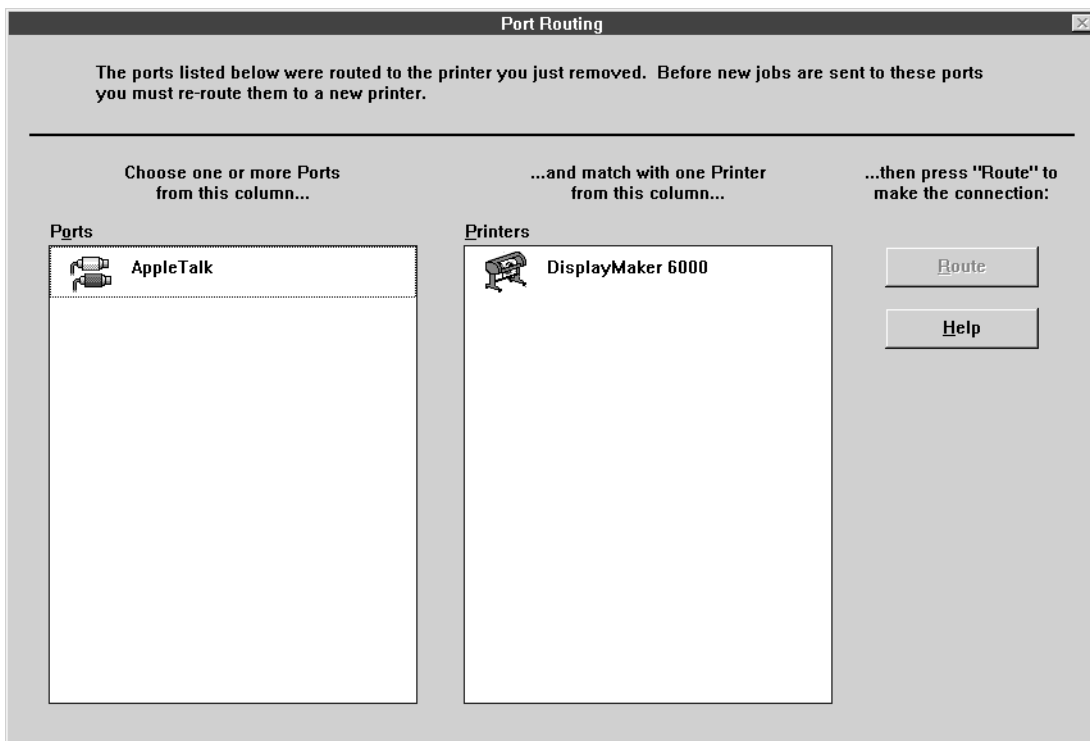 Port Routing
The ports listed below were routed to the printer you just removed.  Before new jobs are sent to these ports
you must re-route them to a new printer.
Choose one or more Ports
from this column...
...and match with one Printer
from this column...
...then press "Route" to
make the connection:
Ports
AppleTalk
Printers
DisplayMaker 6000
Route
Help